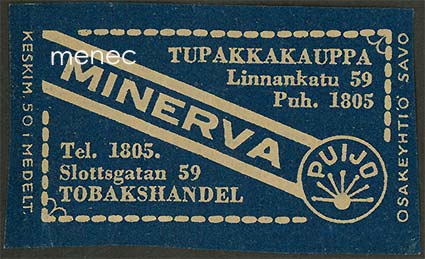 menec
TUPAKKAKAUPPA
Linnankatu 59
Puh. 1805
MINERVA
Tel. 1805.
Slottsgatan 59
TOBAKSHANDEL
PUIJO
KESKIM. 50 i MEDELT.
OSAKEYHTIÖ SAVO